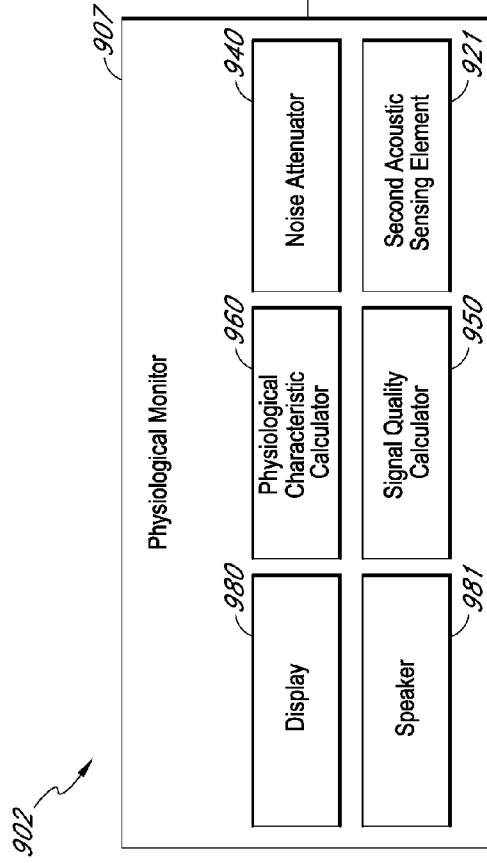 902
907
Physiological Monitor
980
Display
960
Physiological
Characteristic
Calculator
940
Noise Attenuator
981
Speaker
950
Signal Quality
Calculator
921
Second Acoustic
Sensing Element